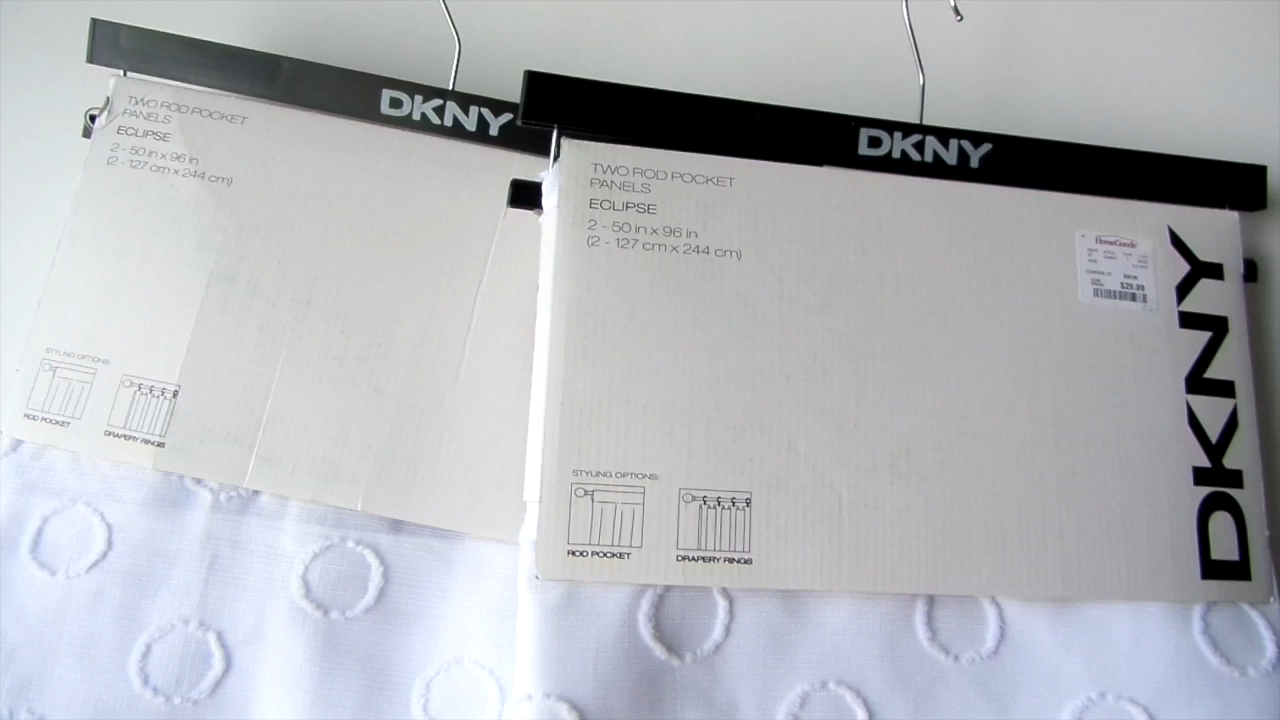 DKNY
TWO ROD POCKET
PANELS
ECLIPSE
2 - 50 in x 96 in
(2 - 127 cm x 244 cm)
STYLING OPTIONS:
ROD POCKET
DRAPERY RINGS
DKNY
TWO ROD POCKET
PANELS
ECLIPSE
2 - 50 in x 96 in
(2 - 127 cm x 244 cm)
HomeGoods
$29.99
DKNY
STYLING OPTIONS:
ROD POCKET
DRAPERY RINGS